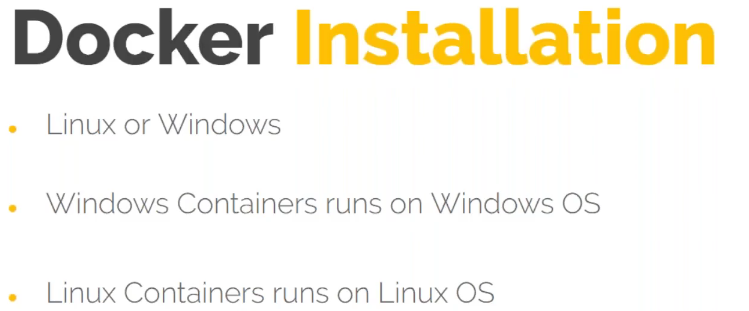 Docker Installation
• Linux or Windows
• Windows Containers runs on Windows OS
• Linux Containers runs on Linux OS